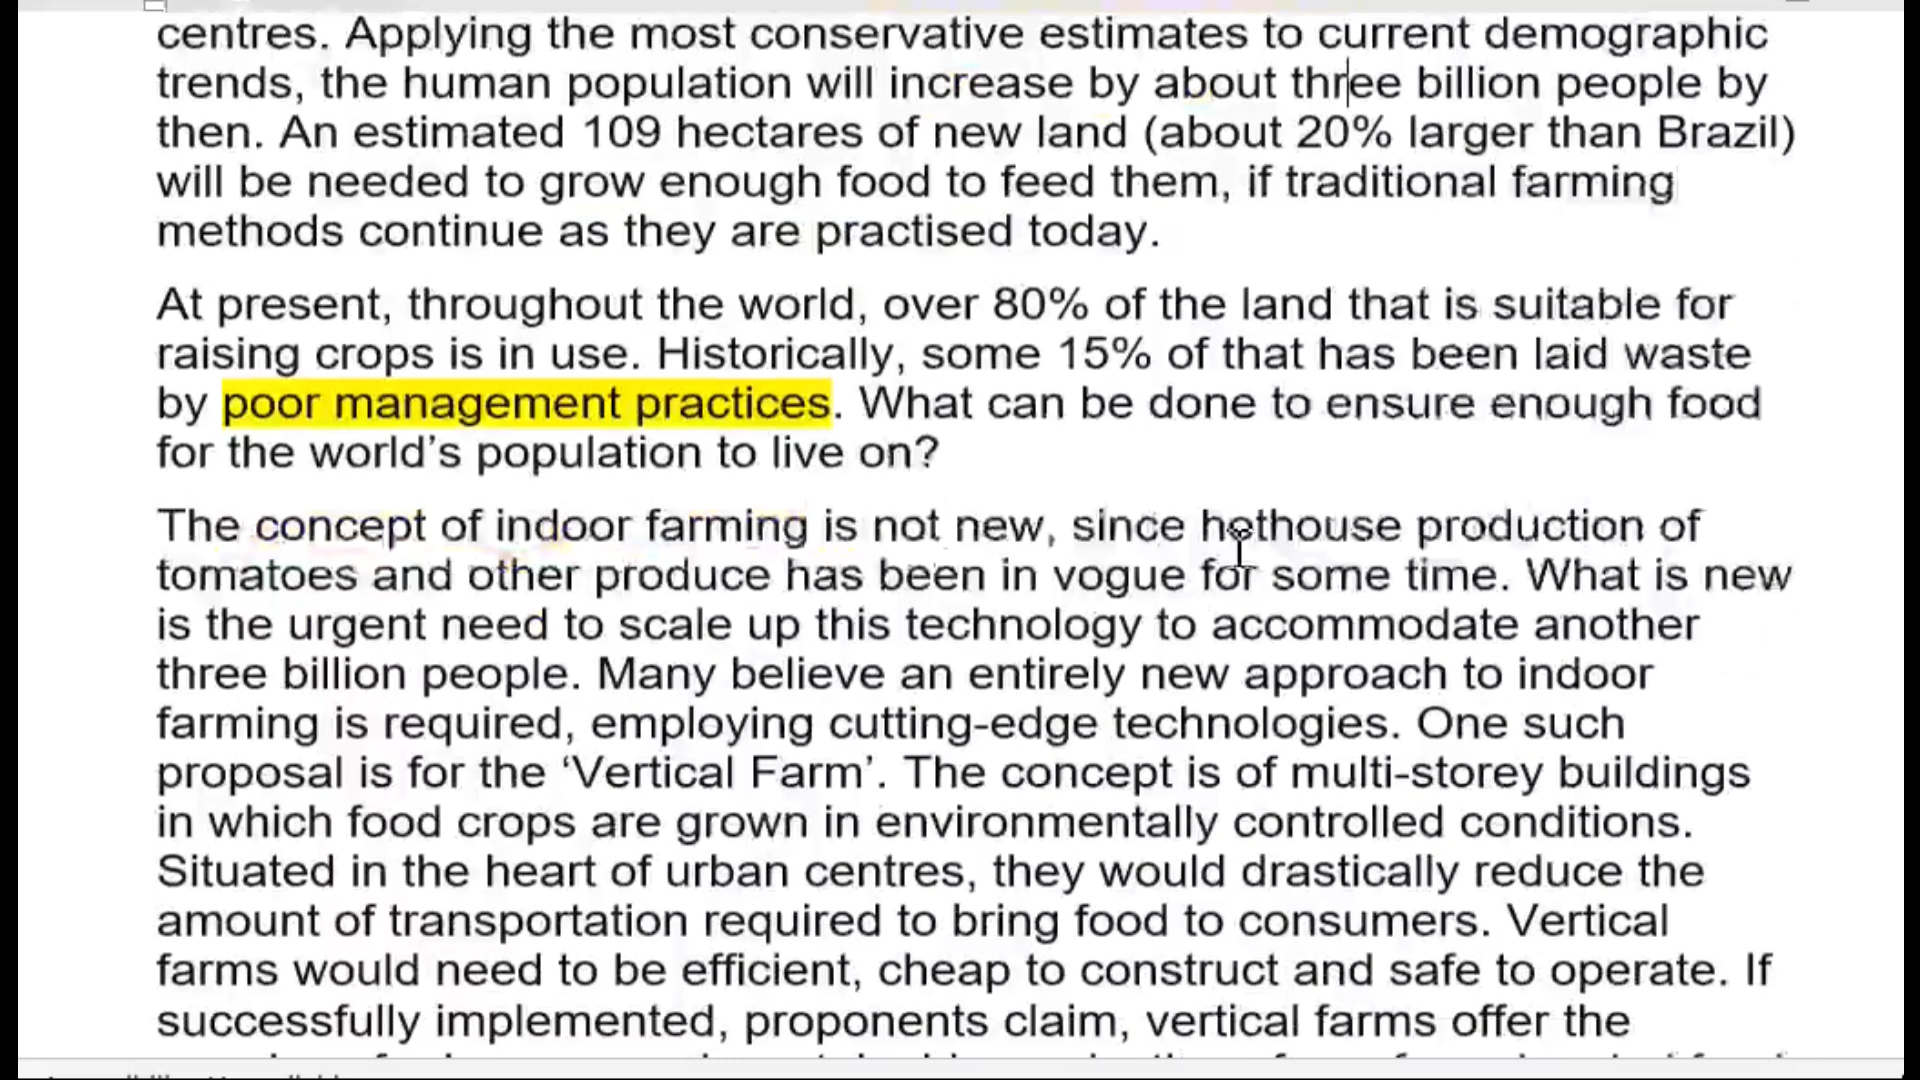 centres. Applying the most conservative estimates to current demographic
trends, the human population will increase by about three billion people by
then. An estimated 109 hectares of new land (about 20% larger than Brazil)
will be needed to grow enough food to feed them, if traditional farming
methods continue as they are practised today.
At present, throughout the world, over 80% of the land that is suitable for
raising crops is in use. Historically, some 15% of that has been laid waste
by poor management practices. What can be done to ensure enough food
for the world’s population to live on?
The concept of indoor farming is not new, since hothouse production of
tomatoes and other produce has been in vogue for some time. What is new
is the urgent need to scale up this technology to accommodate another
three billion people. Many believe an entirely new approach to indoor
farming is required, employing cutting-edge technologies. One such
proposal is for the ‘Vertical Farm’. The concept is of multi-storey buildings
in which food crops are grown in environmentally controlled conditions.
Situated in the heart of urban centres, they would drastically reduce the
amount of transportation required to bring food to consumers. Vertical
farms would need to be efficient, cheap to construct and safe to operate. If
successfully implemented, proponents claim, vertical farms offer the